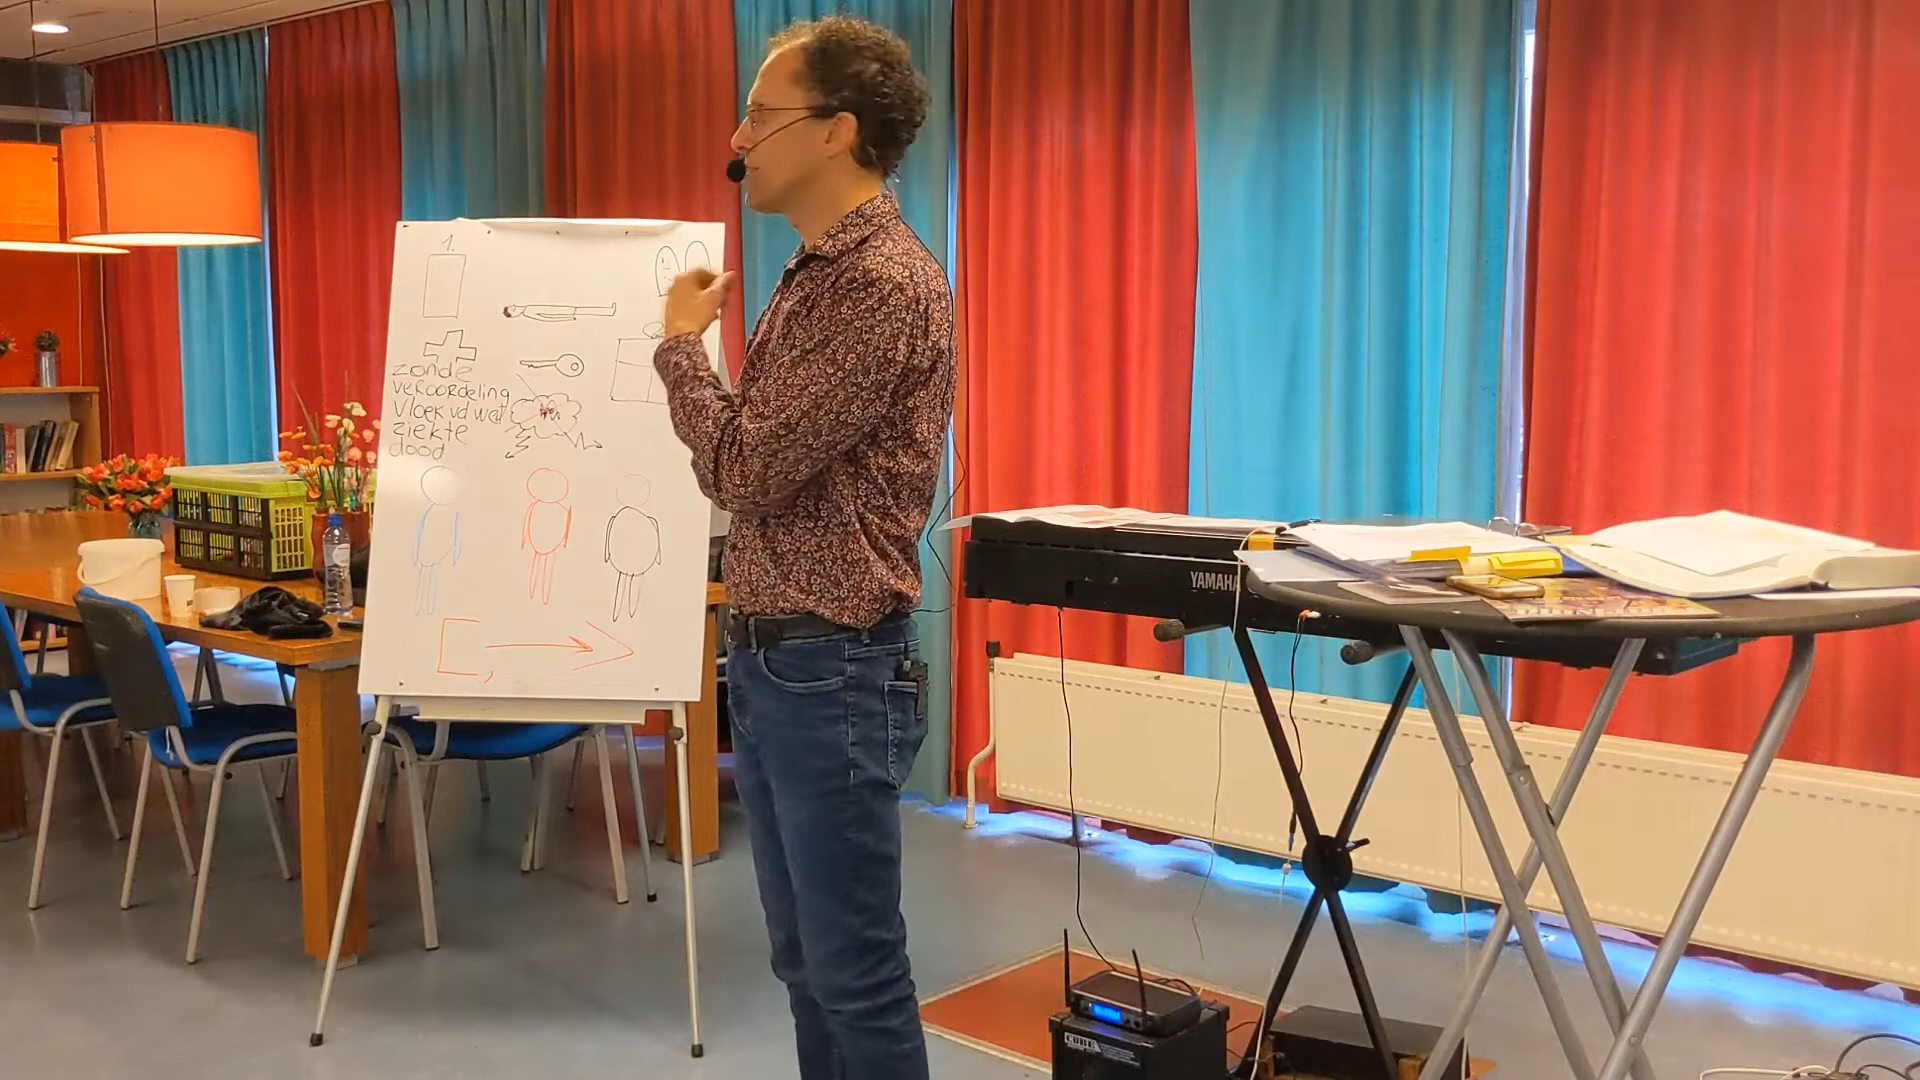 1.
zonde
veroordeling
vloek vd wet
ziekte
dood
YAMAHA